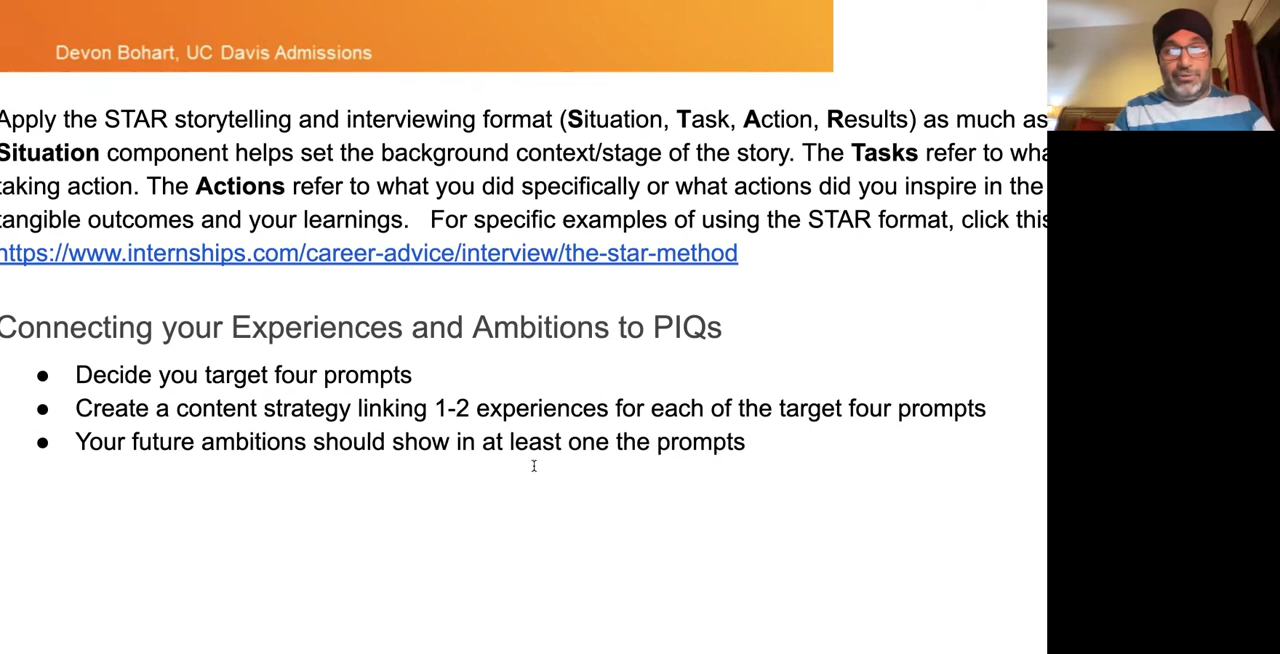 Devon Bohart, UC Davis Admissions
Apply the STAR storytelling and interviewing format (Situation, Task, Action, Results) as much as
Situation component helps set the background context/stage of the story. The Tasks refer to wha
taking action. The Actions refer to what you did specifically or what actions did you inspire in the
tangible outcomes and your learnings. For specific examples of using the STAR format, click this
https://www.internships.com/career-advice/interview/the-star-method
Connecting your Experiences and Ambitions to PIQs
● Decide you target four prompts
● Create a content strategy linking 1-2 experiences for each of the target four prompts
● Your future ambitions should show in at least one the prompts